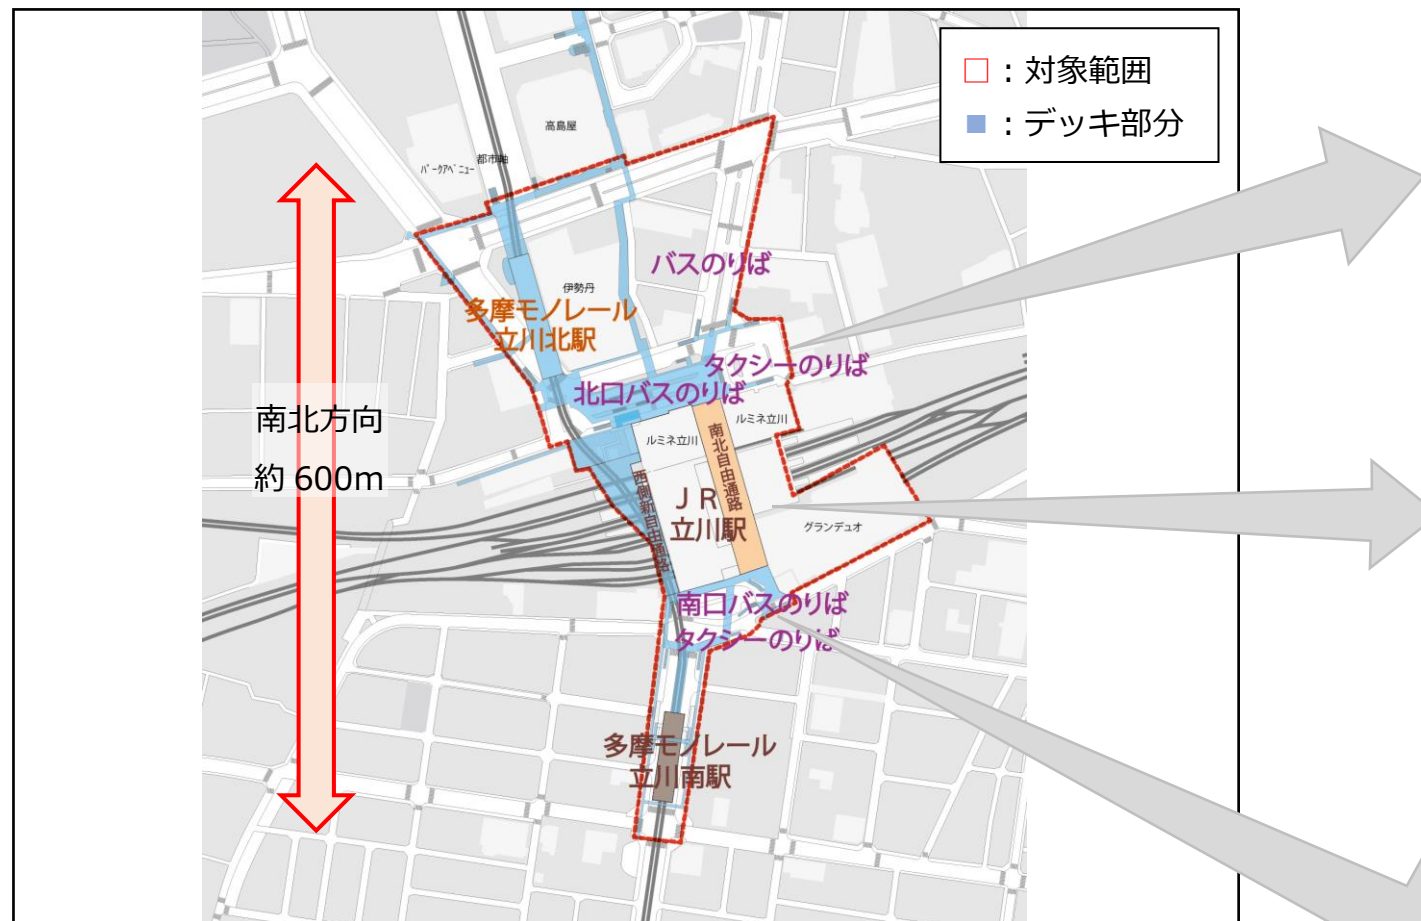 □：対象範囲
■：デッキ部分
高島屋
都市軸
ﾊﾟｰｸｱﾍﾞﾆｭｰ
バスのりば
伊勢丹
多摩モノレール
立川北駅
タクシーのりば
北口バスのりば
南北方向
約 600m
ルミネ立川
ルミネ立川
南北自由通路
西側新自由通路
ＪＲ
立川駅
グランデュオ
南口バスのりば
タクシーのりば
多摩モノレール
立川南駅